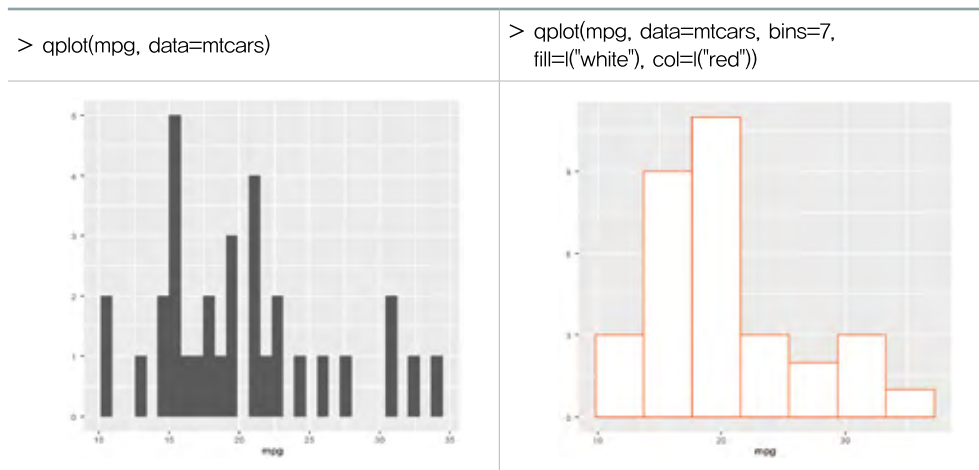 > qplot(mpg, data=mtcars)
> qplot(mpg, data=mtcars, bins=7,
fill=I("white"), col=I("red"))
5
4
3
2
1
0
10 15 20 25 30 35
mpg
9
6
3
0
10 20 30
mpg